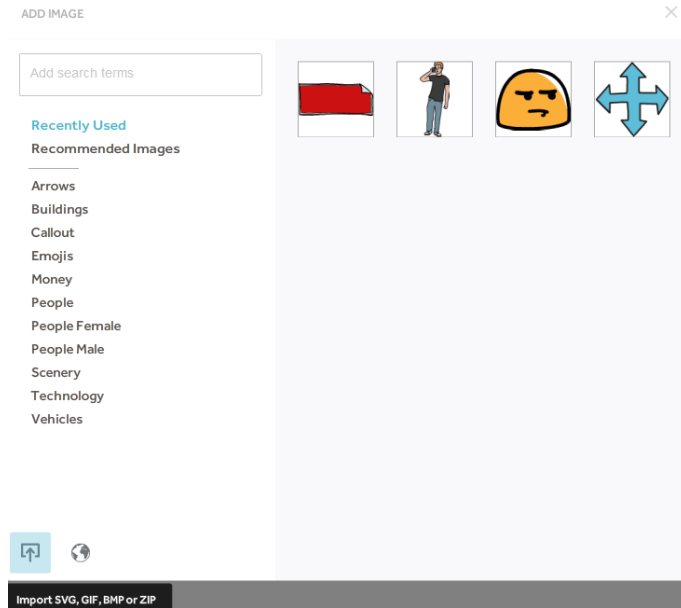 ADD IMAGE
Add search terms
Recently Used
Recommended Images
Arrows
Buildings
Callout
Emojis
Money
People
People Female
People Male
Scenery
Technology
Vehicles
Import SVG, GIF, BMP or ZIP